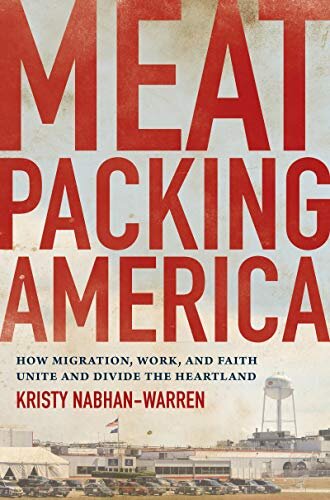 MEAT
PACKING
AMERICA
HOW MIGRATION, WORK, AND FAITH
UNITE AND DIVIDE THE HEARTLAND
KRISTY NABHAN-WARREN